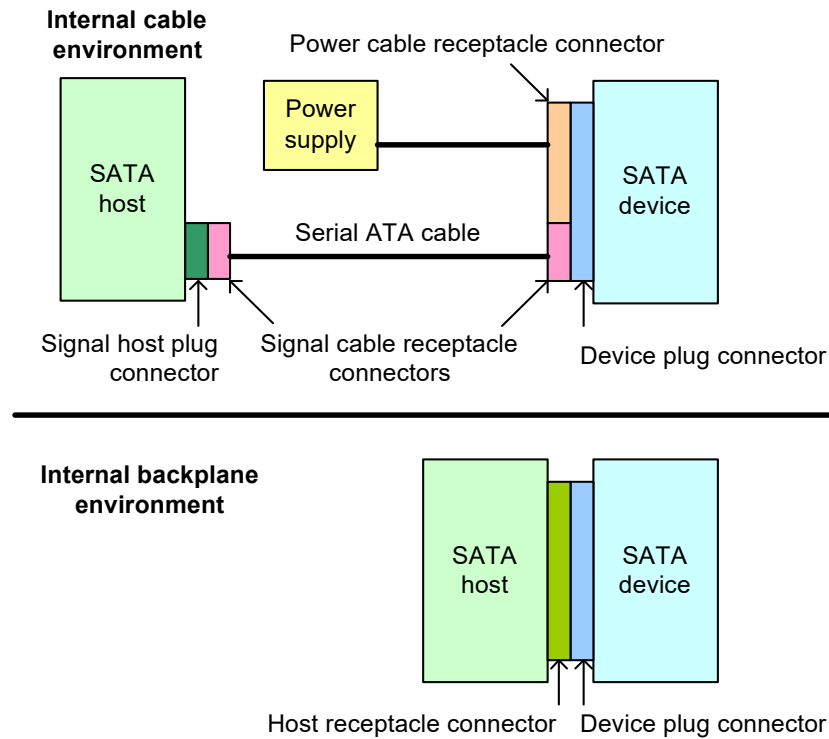 Internal cable
environment
Power cable receptacle connector
Power
supply
SATA
host
SATA
device
Serial ATA cable
Signal host plug
connector
Signal cable receptacle
connectors
Device plug connector
Internal backplane
environment
SATA
host
SATA
device
Host receptacle connector
Device plug connector